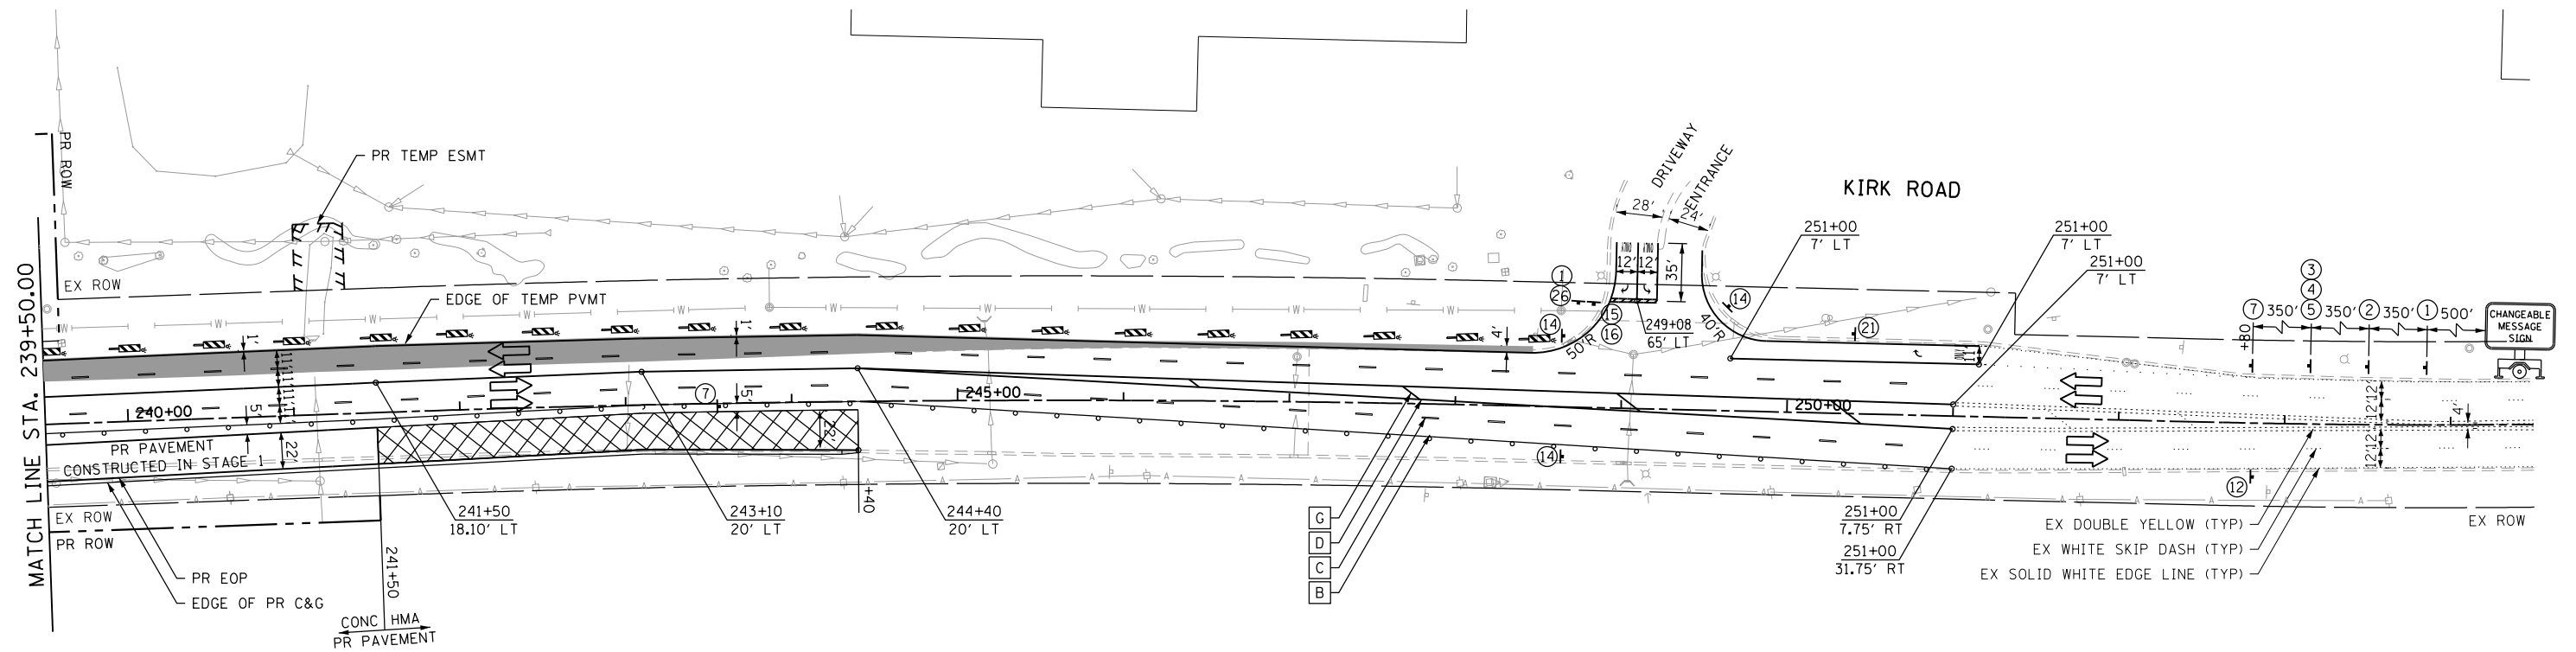 MATCH LINE STA. 239+50.00
PR ROW
EX ROW
PR TEMP ESMT
EDGE OF TEMP PVMT
1'
11'
11'
11'
11'
5'
22'
240+00
PR PAVEMENT
CONSTRUCTED IN STAGE 1
EX ROW
PR ROW
PR EOP
EDGE OF PR C&G
241+50
CONC HMA
PR PAVEMENT
241+50
18.10' LT
1'
7
5'
22'
243+10
20' LT
+40
244+40
20' LT
245+00
G
D
C
B
4'
1
26
14
50'R
15
16
DRIVEWAY
ENTRANCE
28'
24'
12'
12'
35'
249+08
65' LT
14
40'R
14
KIRK ROAD
21
250+00
251+00
7' LT
251+00
7' LT
251+00
7' LT
11'
251+00
7.75' RT
251+00
31.75' RT
+80
7
350'
3
4
5
350'
2
350'
1
500'
CHANGEABLE
MESSAGE
SIGN
12'
12'
12'
12'
4'
12
EX DOUBLE YELLOW (TYP)
EX WHITE SKIP DASH (TYP)
EX SOLID WHITE EDGE LINE (TYP)
EX ROW
W
W
W
W
W
W
W
W
W
A
A
A
A